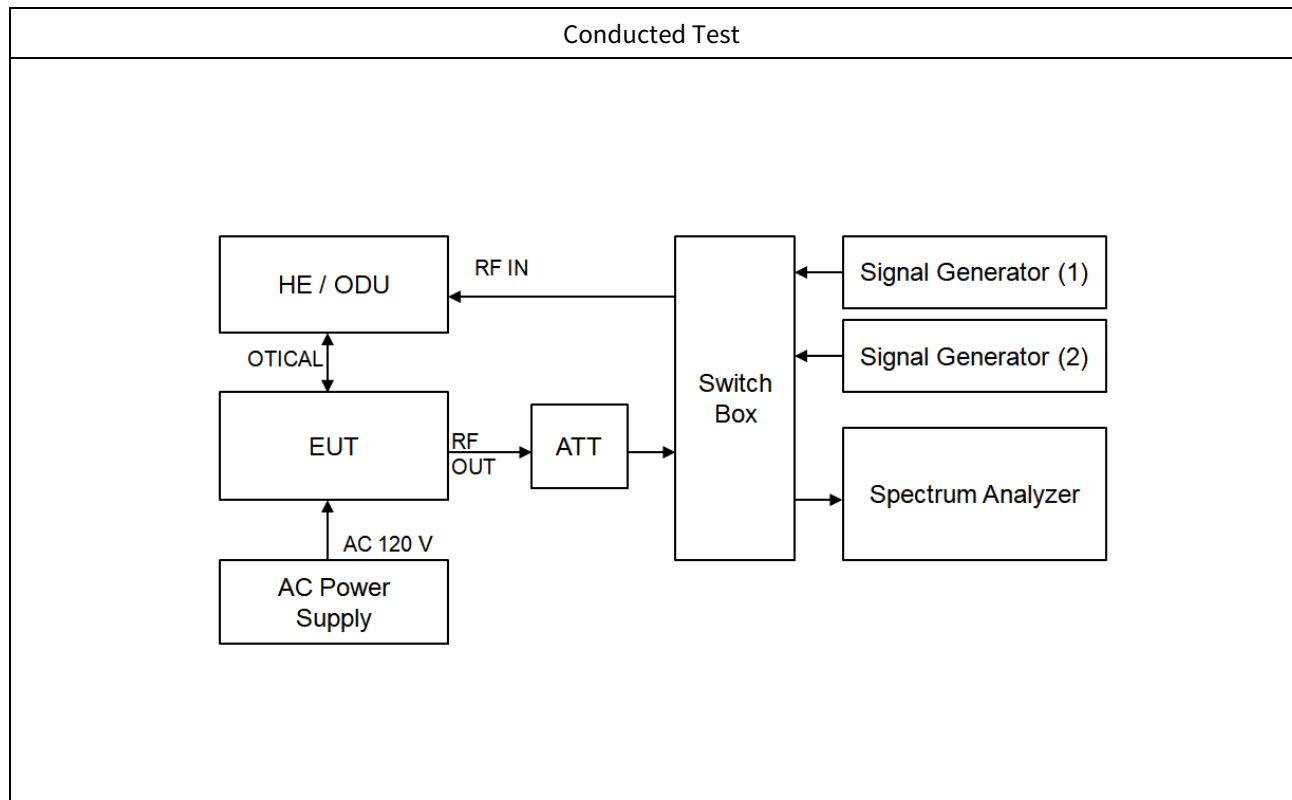 Conducted Test
HE / ODU
RF IN
Signal Generator (1)
OTICAL
Signal Generator (2)
Switch
Box
EUT
RF
OUT
ATT
Spectrum Analyzer
AC 120 V
AC Power
Supply